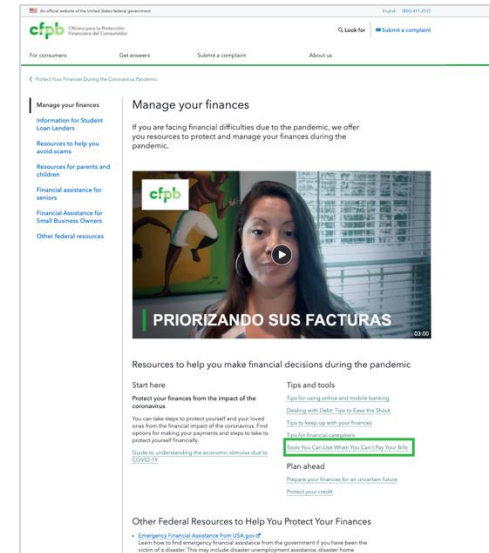 An official website of the United States federal government
English (855) 411-2372
cfpb Oficina para la Protección
Financiera del Consumidor
Look for
Submit a complaint
For consumers
Get answers
Submit a complaint
About us
Protect Your Finances During the Coronavirus Pandemic
Manage your finances
Information for Student
Loan Lenders
Resources to help you
avoid scams
Resources for parents and
children
Financial assistance for
seniors
Financial Assistance for
Small Business Owners
Other federal resources
Manage your finances
If you are facing financial difficulties due to the pandemic, we offer
you resources to protect and manage your finances during the
pandemic.
cfpb
PRIORIZANDO SUS FACTURAS
03:00
Resources to help you make financial decisions during the pandemic
Start here
Protect your finances from the impact of the
coronavirus
You can take steps to protect yourself and your loved
ones from the financial impact of the coronavirus. Find
options for making your payments and steps to take to
protect yourself financially.
Guide to understanding the economic stimulus due to
COVID-19
Tips and tools
Tips for using online and mobile banking
Dealing with Debt: Tips to Ease the Shock
Tips to keep up with your finances
Tips for financial caregivers
Tools You Can Use When You Can't Pay Your Bills
Plan ahead
Prepare your finances for an uncertain future
Protect your credit
Other Federal Resources to Help You Protect Your Finances
Emergency Financial Assistance from USA.gov
Learn how to find emergency financial assistance from the government if you have been the
victim of a disaster. This may include disaster unemployment assistance, disaster home